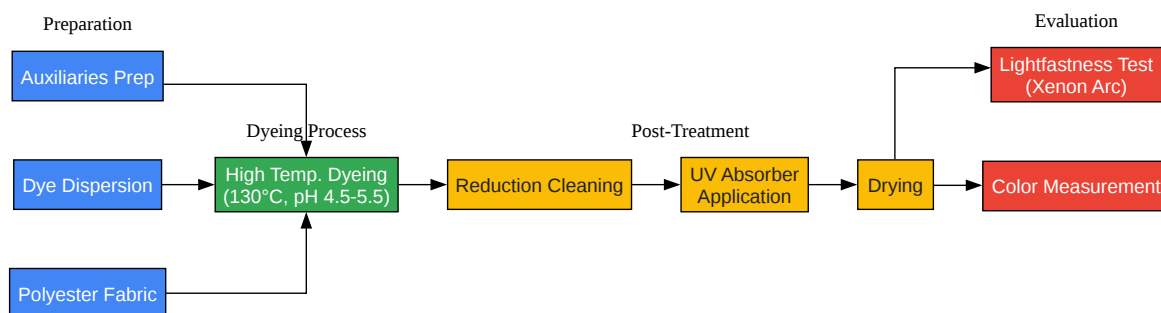 Preparation
Evaluation
Auxiliaries Prep
Lightfastness Test
(Xenon Arc)
Dyeing Process
Post-Treatment
Dye Dispersion
High Temp. Dyeing
(130°C, pH 4.5-5.5)
Reduction Cleaning
UV Absorber
Application
Drying
Color Measurement
Polyester Fabric